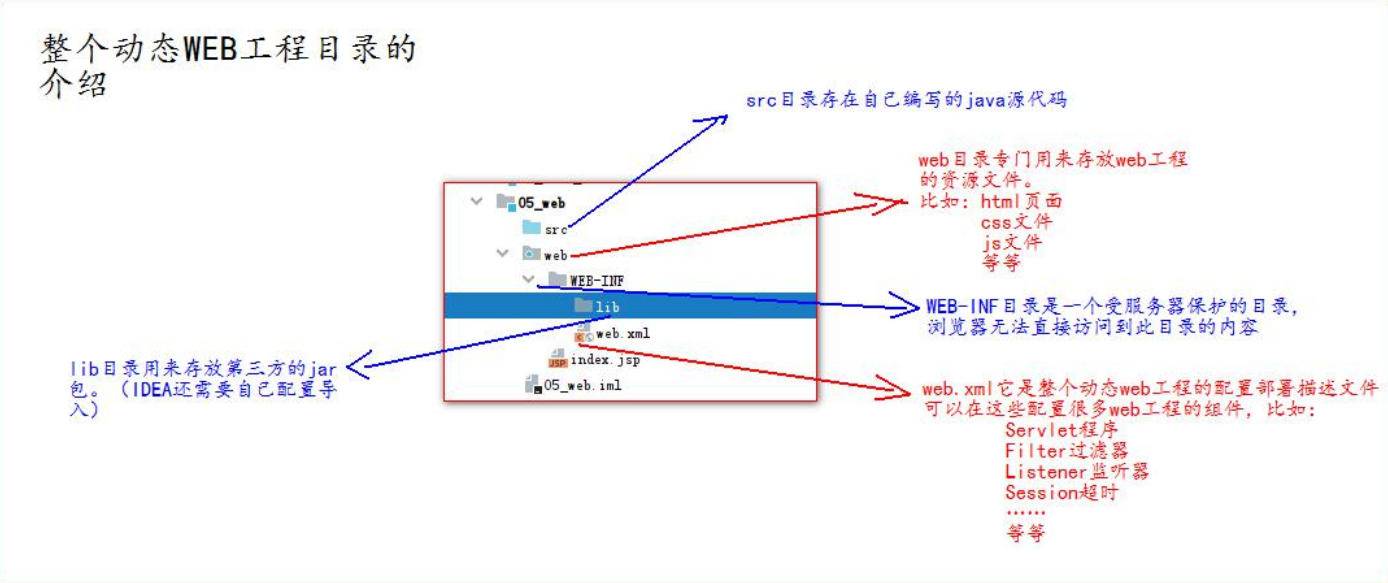 整个动态WEB工程目录的
介绍
src目录存在自己编写的java源代码
web目录专门用来存放web工程
的资源文件。
比如：html页面
css文件
js文件
等等
05_web
src
web
WEB-INF
lib
web.xml
index.jsp
05_web.iml
WEB-INF目录是一个受服务器保护的目录，
浏览器无法直接访问到此目录的内容
lib目录用来存放第三方的jar
包。（IDEA还需要自己配置导
入）
web.xml它是整个动态web工程的配置部署描述文件
可以在这些配置很多web工程的组件，比如：
Servlet程序
Filter过滤器
Listener监听器
Session超时
……
等等